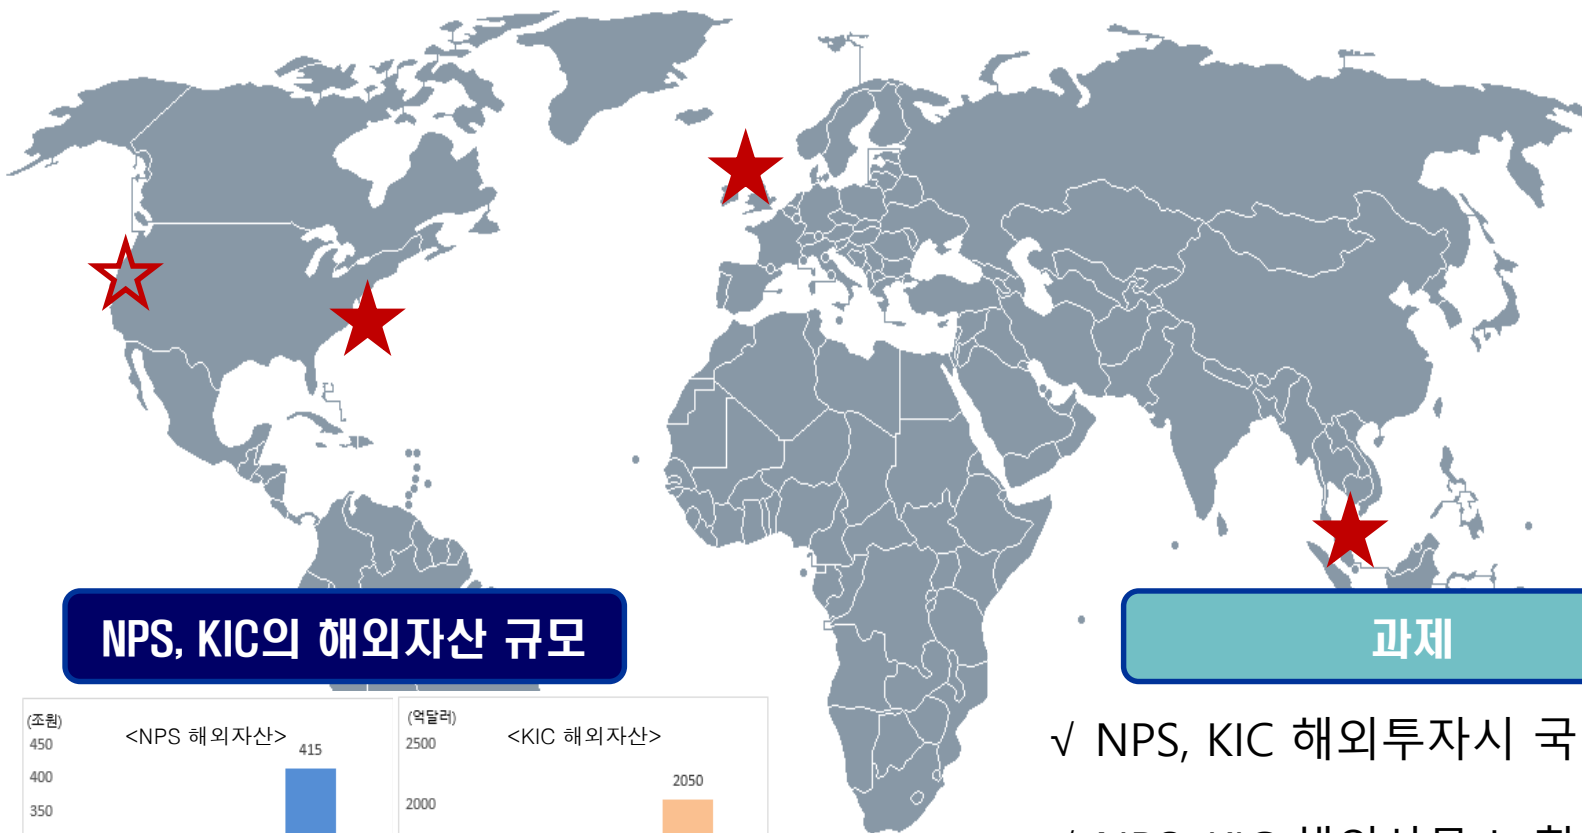 NPS, KIC의 해외자산 규모
(조원)
<NPS 해외자산>
415
450
400
350
(억달러)
<KIC 해외자산>
2050
2500
2000
과제
√ NPS, KIC 해외투자시 국